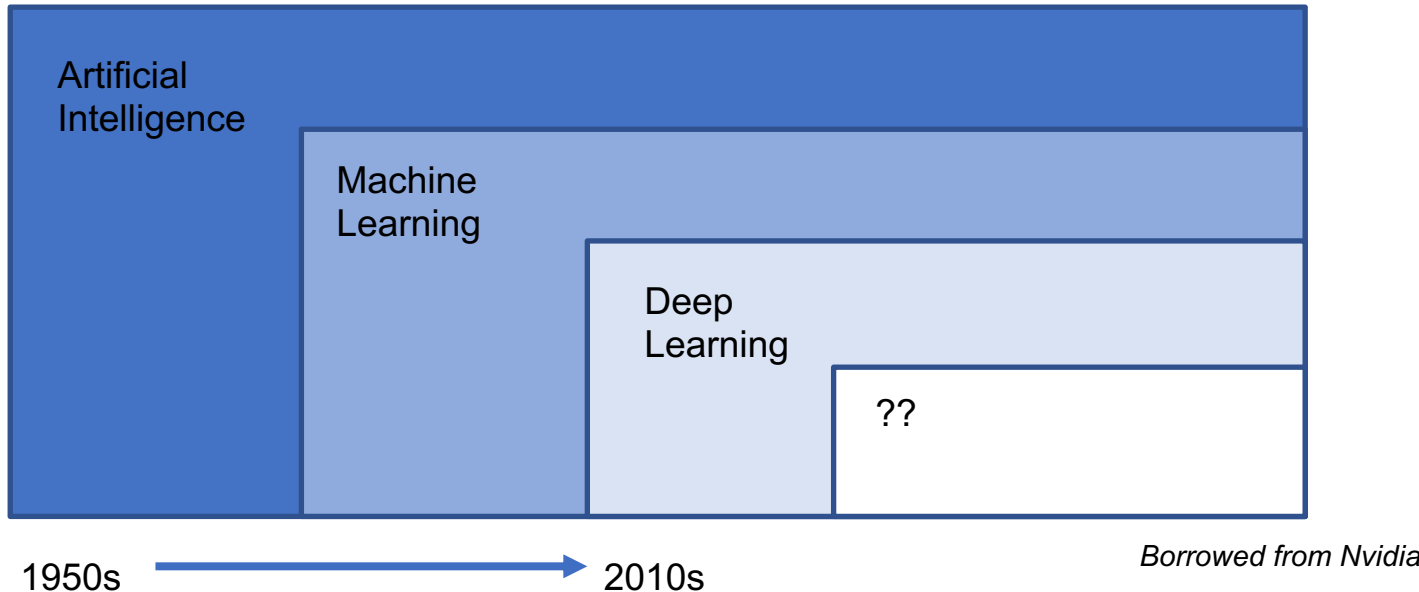 Artificial
Intelligence
Machine
Learning
Deep
Learning
??
1950s
2010s
Borrowed from Nvidia